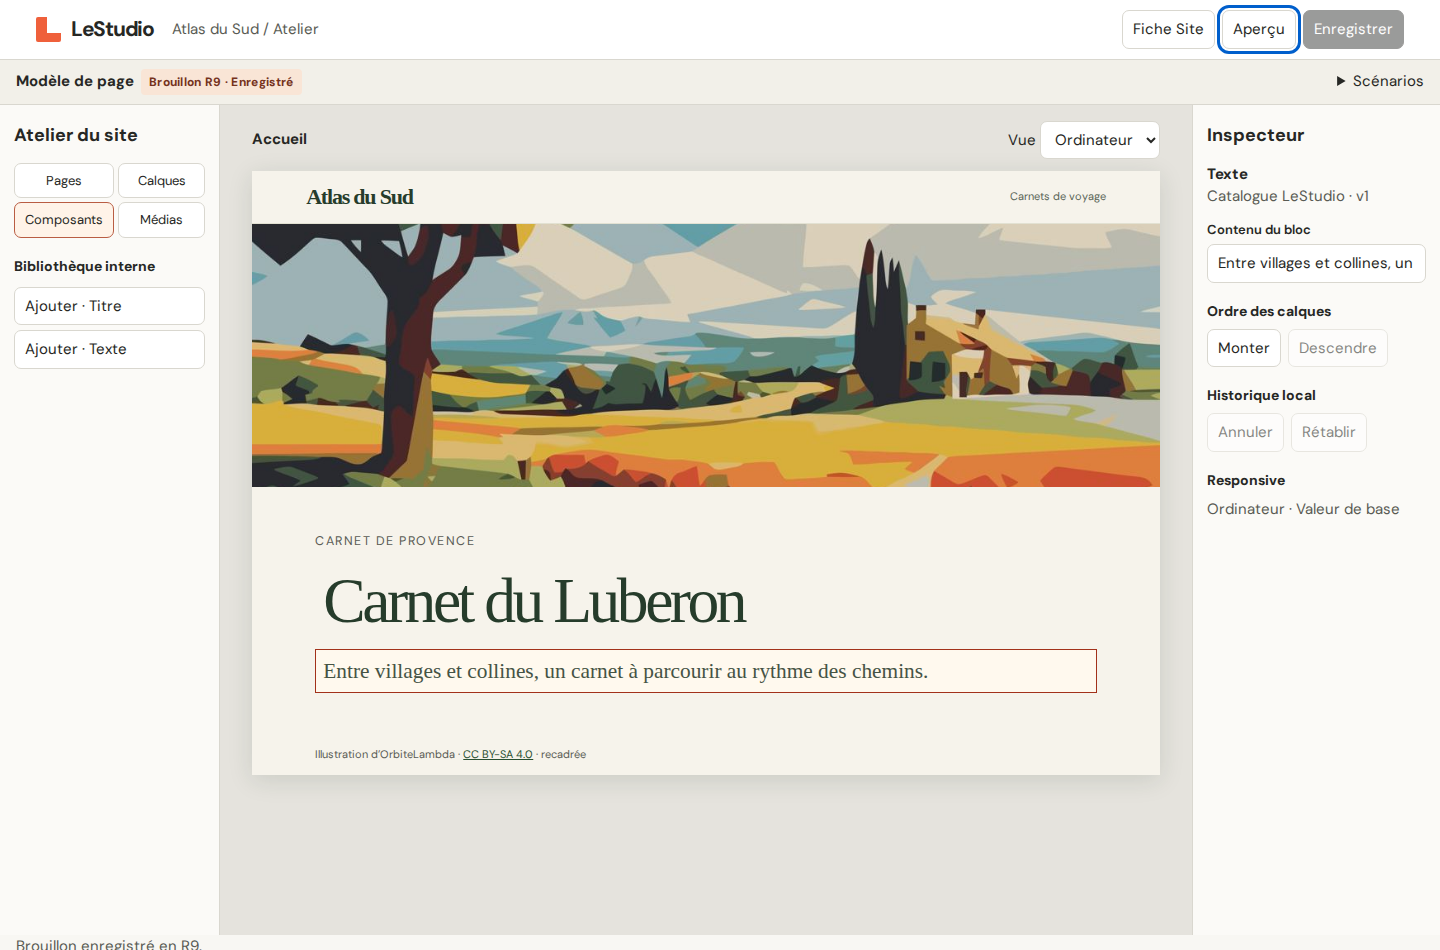 LeStudio Atlas du Sud / Atelier Fiche Site Aperçu Enregistrer
Modèle de page Brouillon R9 · Enregistré Scénarios
Atelier du site
Pages Calques
Composants Médias
Bibliothèque interne
Ajouter · Titre
Ajouter · Texte
Accueil Vue Ordinateur
Atlas du Sud Carnets de voyage
CARNET DE PROVENCE
Carnet du Luberon
Entre villages et collines, un carnet à parcourir au rythme des chemins.
Illustration d’OrbiteLambda · CC BY-SA 4.0 · recadrée
Inspecteur
Texte
Catalogue LeStudio · v1
Contenu du bloc
Entre villages et collines, un
Ordre des calques
Monter Descendre
Historique local
Annuler Rétablir
Responsive
Ordinateur · Valeur de base
Brouillon enregistré en R9.